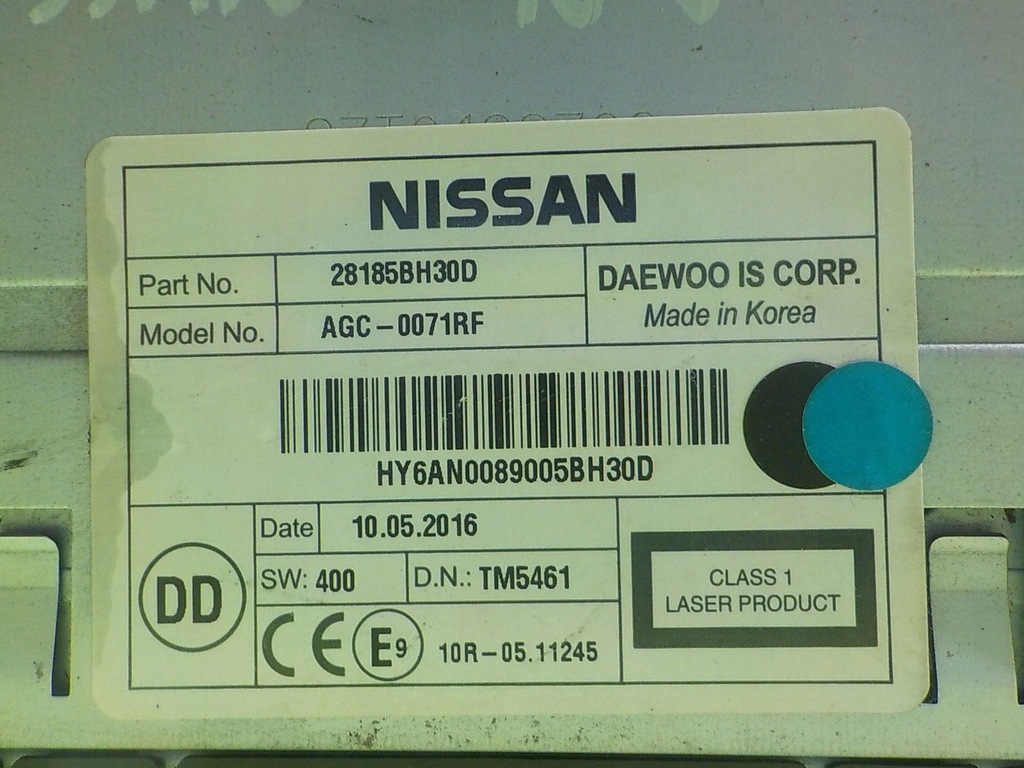 NISSAN
Part No. 28185BH30D
Model No. AGC-0071RF
DAEWOO IS CORP.
Made in Korea
HY6AN0089005BH30D
DD
Date 10.05.2016
SW: 400 D.N.: TM5461
CE E9 10R-05.11245
CLASS 1
LASER PRODUCT